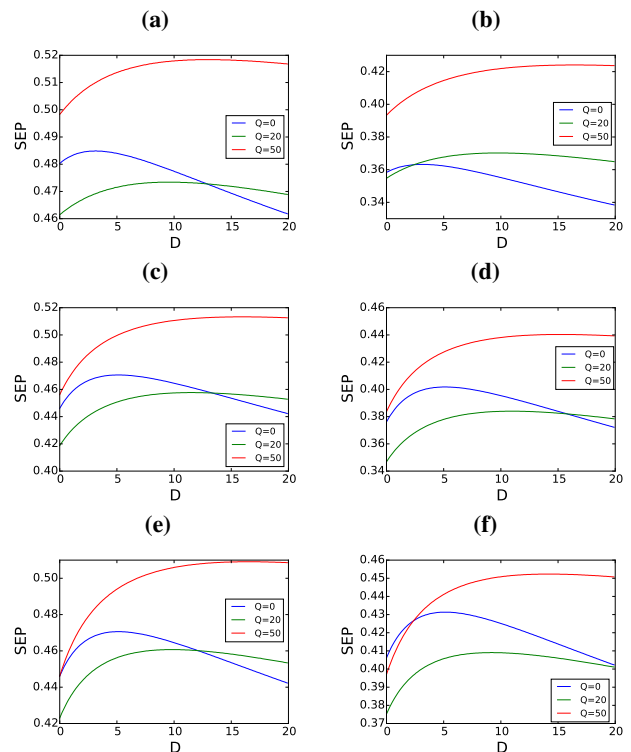 (a)
0.52
0.51
0.50
0.49
0.48
0.47
0.46
SEP
0 5 10 15 20
D
Q=0
Q=20
Q=50
(b)
0.42
0.40
0.38
0.36
0.34
SEP
0 5 10 15 20
D
Q=0
Q=20
Q=50
(c)
0.52
0.50
0.48
0.46
0.44
0.42
0.40
SEP
0 5 10 15 20
D
Q=0
Q=20
Q=50
(d)
0.46
0.44
0.42
0.40
0.38
0.36
0.34
SEP
0 5 10 15 20
D
Q=0
Q=20
Q=50
(e)
0.50
0.48
0.46
0.44
0.42
SEP
0 5 10 15 20
D
Q=0
Q=20
Q=50
(f)
0.46
0.45
0.44
0.43
0.42
0.41
0.40
0.39
0.38
0.37
SEP
0 5 10 15 20
D
Q=0
Q=20
Q=50